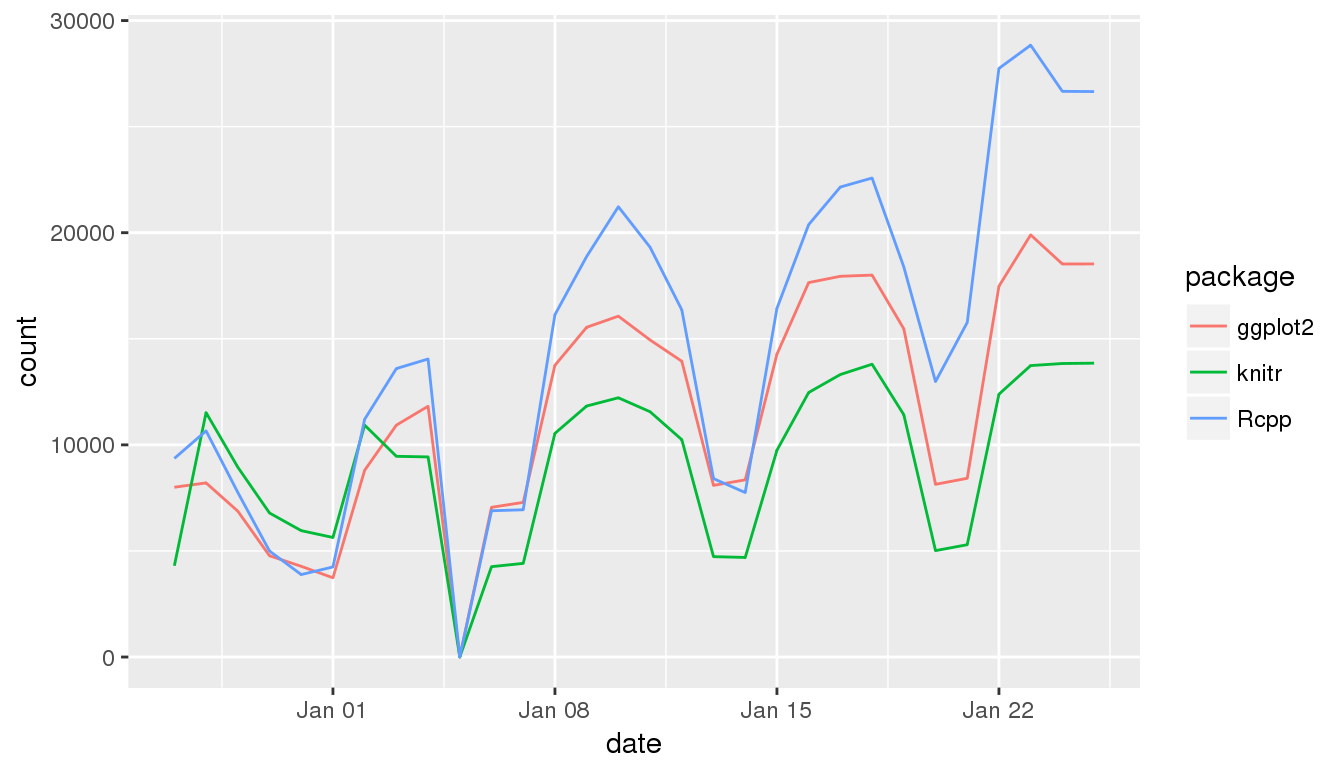 30000
20000
10000
0
count
Jan 01
Jan 08
Jan 15
Jan 22
date
package
ggplot2
knitr
Rcpp